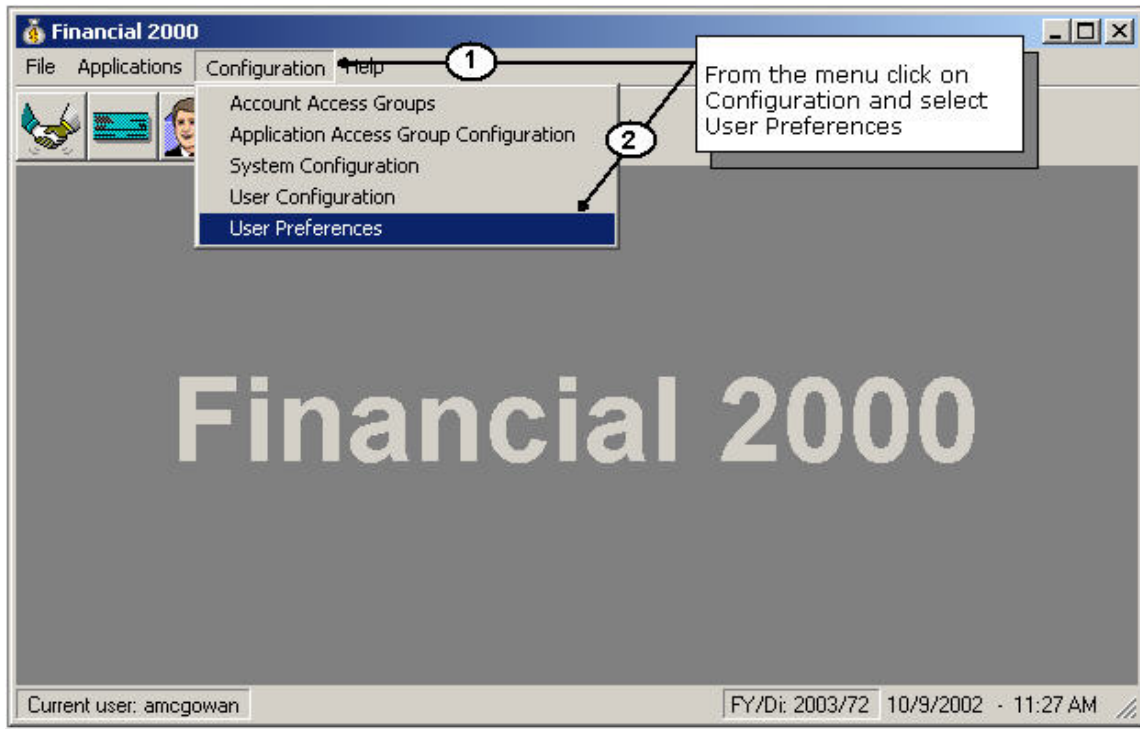 Financial 2000
File Applications Configuration Help
1
From the menu click on
Configuration and select
User Preferences
Account Access Groups
Application Access Group Configuration
2
System Configuration
User Configuration
User Preferences
Financial 2000
Current user: amcgowan
FY/Di: 2003/72 10/9/2002 - 11:27 AM